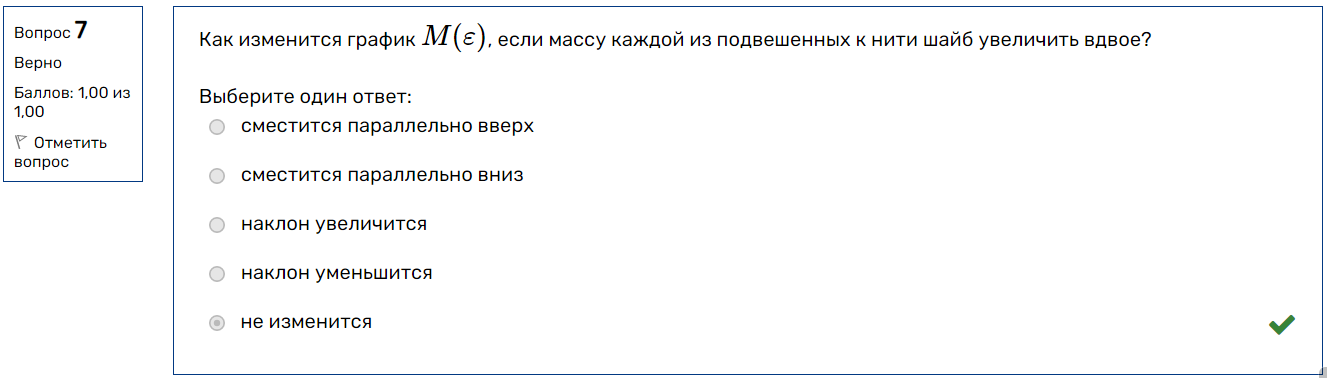 Вопрос 7
Верно
Баллов: 1,00 из
1,00
Отметить
вопрос
Как изменится график M(ε), если массу каждой из подвешенных к нити шайб увеличить вдвое?
Выберите один ответ:
сместится параллельно вверх
сместится параллельно вниз
наклон увеличится
наклон уменьшится
не изменится